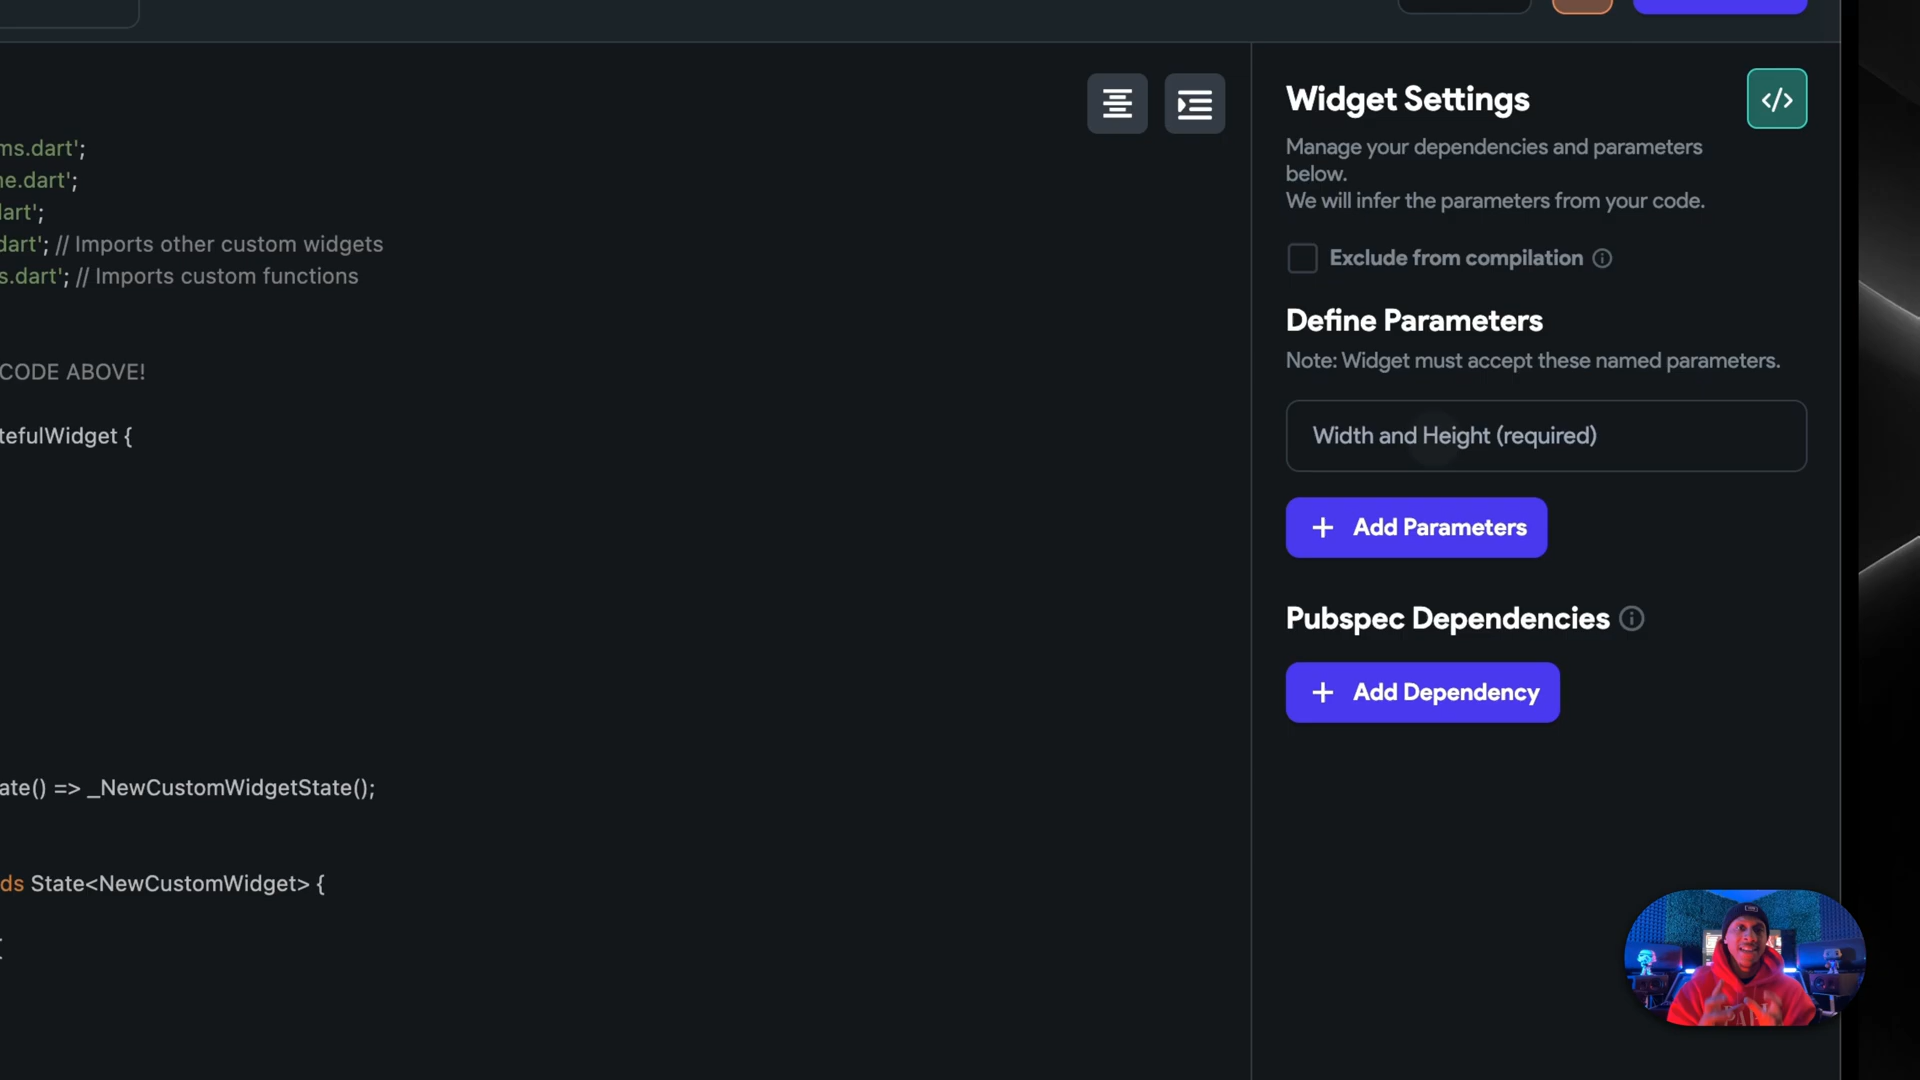 ms.dart';
ne.dart';
dart';
dart'; // Imports other custom widgets
s.dart'; // Imports custom functions
CODE ABOVE!
tefulWidget {
ate() => _NewCustomWidgetState();
ds State<NewCustomWidget> {
{
Widget Settings
</>
Manage your dependencies and parameters
below.
We will infer the parameters from your code.
Exclude from compilation
Define Parameters
Note: Widget must accept these named parameters.
Width and Height (required)
+ Add Parameters
Pubspec Dependencies
+ Add Dependency